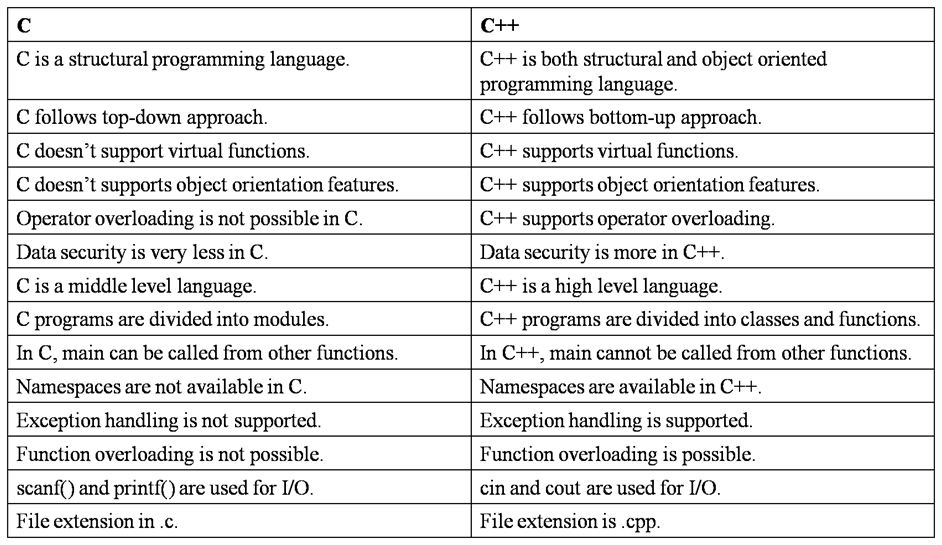 C C++
C is a structural programming language. C++ is both structural and object oriented
programming language.
C follows top-down approach. C++ follows bottom-up approach.
C doesn’t support virtual functions. C++ supports virtual functions.
C doesn’t supports object orientation features. C++ supports object orientation features.
Operator overloading is not possible in C. C++ supports operator overloading.
Data security is very less in C. Data security is more in C++.
C is a middle level language. C++ is a high level language.
C programs are divided into modules. C++ programs are divided into classes and functions.
In C, main can be called from other functions. In C++, main cannot be called from other functions.
Namespaces are not available in C. Namespaces are available in C++.
Exception handling is not supported. Exception handling is supported.
Function overloading is not possible. Function overloading is possible.
scanf() and printf() are used for I/O. cin and cout are used for I/O.
File extension in .c. File extension is .cpp.